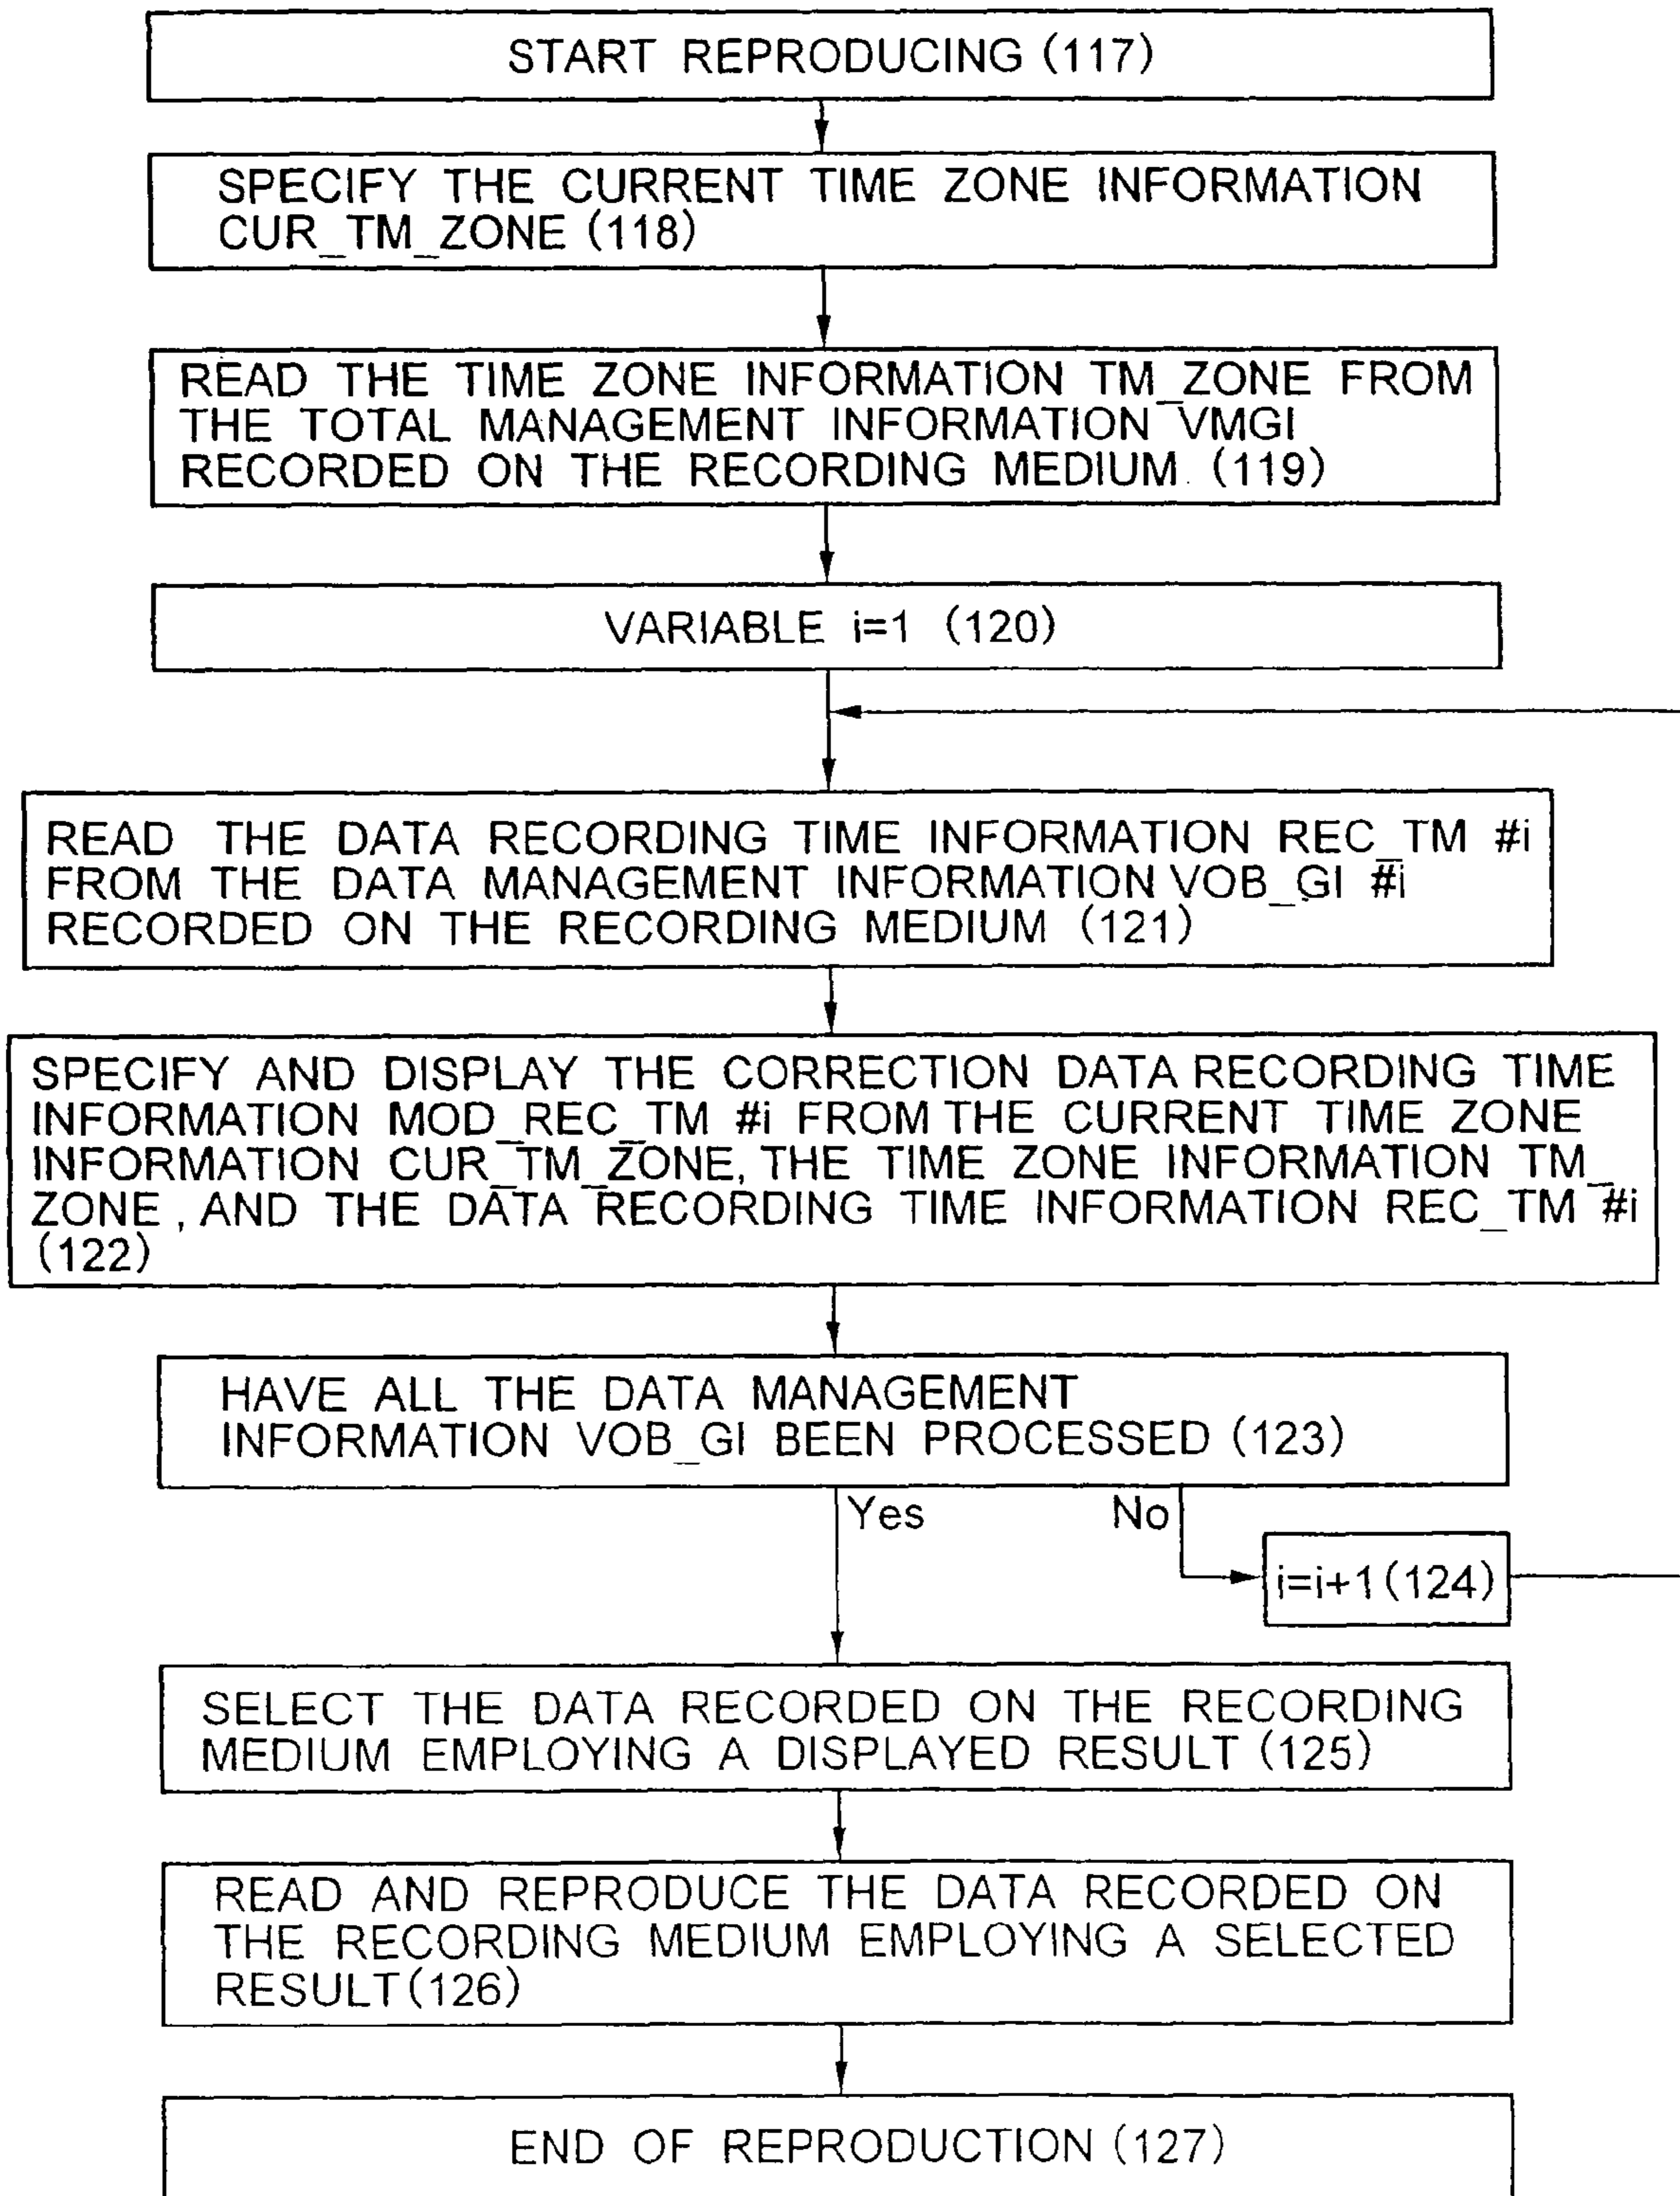 START REPRODUCING (117)
SPECIFY THE CURRENT TIME ZONE INFORMATION
CUR_TM_ZONE (118)
READ THE TIME ZONE INFORMATION TM_ZONE FROM
THE TOTAL MANAGEMENT INFORMATION VMGI
RECORDED ON THE RECORDING MEDIUM (119)
VARIABLE i=1 (120)
READ THE DATA RECORDING TIME INFORMATION REC_TM #i
FROM THE DATA MANAGEMENT INFORMATION VOB_GI #i
RECORDED ON THE RECORDING MEDIUM (121)
SPECIFY AND DISPLAY THE CORRECTION DATA RECORDING TIME
INFORMATION MOD_REC_TM #i FROM THE CURRENT TIME ZONE
INFORMATION CUR_TM_ZONE, THE TIME ZONE INFORMATION TM_
ZONE, AND THE DATA RECORDING TIME INFORMATION REC_TM #i
(122)
HAVE ALL THE DATA MANAGEMENT
INFORMATION VOB_GI BEEN PROCESSED (123)
Yes No
i=i+1 (124)
SELECT THE DATA RECORDED ON THE RECORDING
MEDIUM EMPLOYING A DISPLAYED RESULT (125)
READ AND REPRODUCE THE DATA RECORDED ON
THE RECORDING MEDIUM EMPLOYING A SELECTED
RESULT (126)
END OF REPRODUCTION (127)